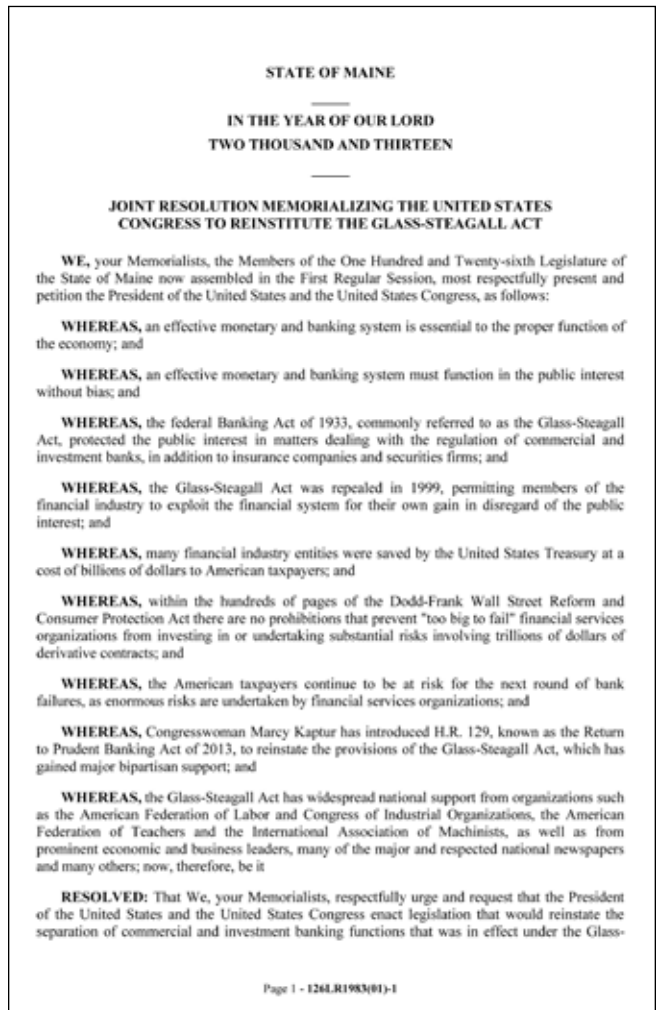 STATE OF MAINE
IN THE YEAR OF OUR LORD
TWO THOUSAND AND THIRTEEN
JOINT RESOLUTION MEMORIALIZING THE UNITED STATES
CONGRESS TO REINSTITUTE THE GLASS-STEAGALL ACT
WE, your Memorialists, the Members of the One Hundred and Twenty-sixth Legislature of
the State of Maine now assembled in the First Regular Session, most respectfully present and
petition the President of the United States and the United States Congress, as follows:
WHEREAS, an effective monetary and banking system is essential to the proper function of
the economy; and
WHEREAS, an effective monetary and banking system must function in the public interest
without bias; and
WHEREAS, the federal Banking Act of 1933, commonly referred to as the Glass-Steagall
Act, protected the public interest in matters dealing with the regulation of commercial and
investment banks, in addition to insurance companies and securities firms; and
WHEREAS, the Glass-Steagall Act was repealed in 1999, permitting members of the
financial industry to exploit the financial system for their own gain in disregard of the public
interest; and
WHEREAS, many financial industry entities were saved by the United States Treasury at a
cost of billions of dollars to American taxpayers; and
WHEREAS, within the hundreds of pages of the Dodd-Frank Wall Street Reform and
Consumer Protection Act there are no prohibitions that prevent "too big to fail" financial services
organizations from investing in or undertaking substantial risks involving trillions of dollars of
derivative contracts; and
WHEREAS, the American taxpayers continue to be at risk for the next round of bank
failures, as enormous risks are undertaken by financial services organizations; and
WHEREAS, Congresswoman Marcy Kaptur has introduced H.R. 129, known as the Return
to Prudent Banking Act of 2013, to reinstate the provisions of the Glass-Steagall Act, which has
gained major bipartisan support; and
WHEREAS, the Glass-Steagall Act has widespread national support from organizations such
as the American Federation of Labor and Congress of Industrial Organizations, the American
Federation of Teachers and the International Association of Machinists, as well as from
prominent economic and business leaders, many of the major and respected national newspapers
and many others; now, therefore, be it
RESOLVED: That We, your Memorialists, respectfully urge and request that the President
of the United States and the United States Congress enact legislation that would reinstate the
separation of commercial and investment banking functions that was in effect under the Glass-
Page 1 - 126LR1983(01)-1